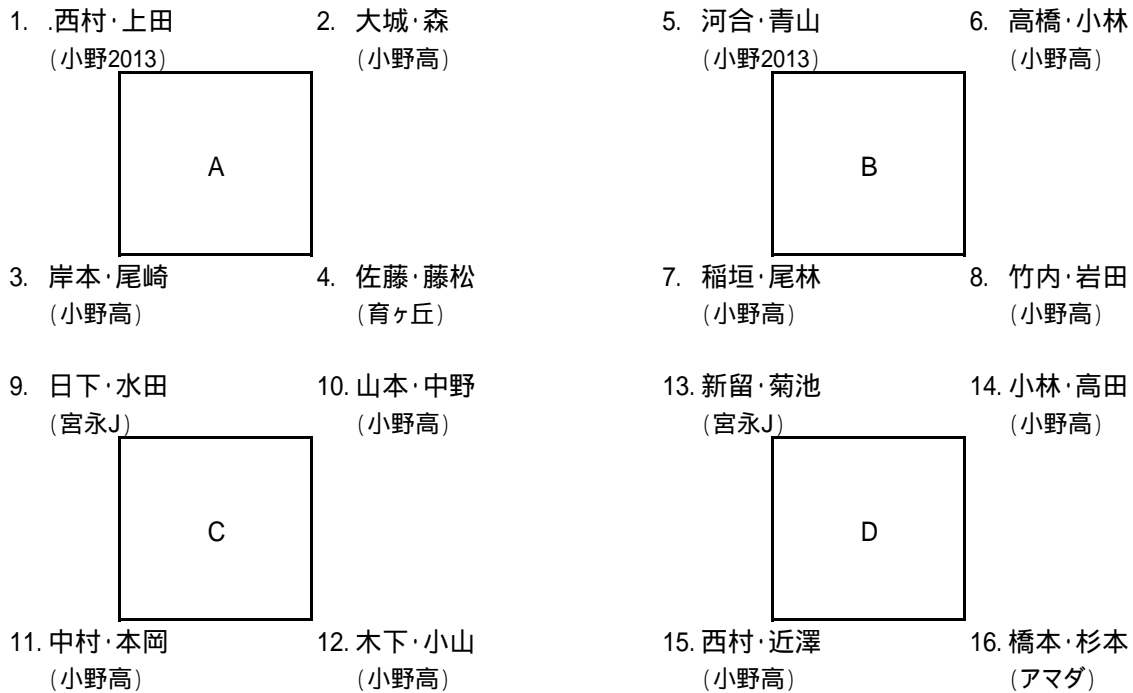 1. .西村・上田 2. 大城・森 5. 河合・青山 6. 高橋・小林
(小野2013) (小野高) (小野2013) (小野高)
A B
3. 岸本・尾崎 4. 佐藤・藤松 7. 稲垣・尾林 8. 竹内・岩田
(小野高) (育ヶ丘) (小野高) (小野高)
9. 日下・水田 10. 山本・中野 13. 新留・菊池 14. 小林・高田
(宮永J) (小野高) (宮永J) (小野高)
C D
11. 中村・本岡 12. 木下・小山 15. 西村・近澤 16. 橋本・杉本
(小野高) (小野高) (小野高) (アマダ)